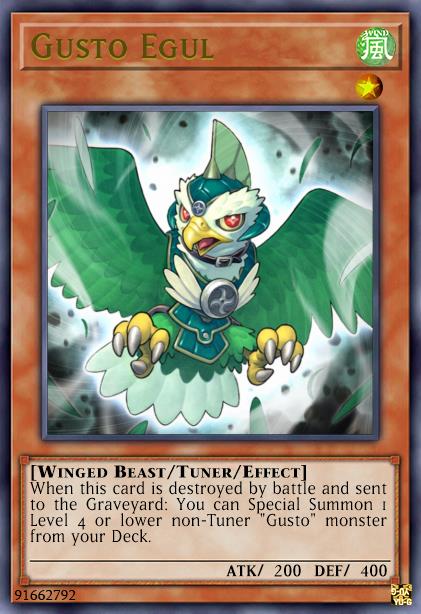 Gusto Egul
WIND
風
[Winged Beast/Tuner/Effect]
When this card is destroyed by battle and sent
to the Graveyard: You can Special Summon 1
Level 4 or lower non-Tuner "Gusto" monster
from your Deck.
ATK/ 200 DEF/ 400
91662792